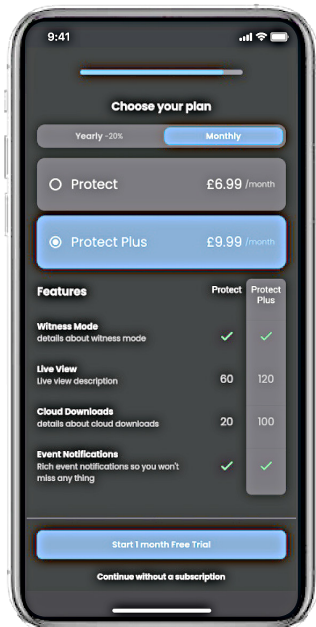 9:41
Choose your plan
Yearly -20%
Monthly
Protect £6.99 /month
Protect Plus £9.99 /month
Features Protect Protect
Plus
Witness Mode
details about witness mode
Live View
Live view description 60 120
Cloud Downloads
details about cloud downloads 20 100
Event Notifications
Rich event notifications so you won't
miss any thing
Start 1 month Free Trial
Continue without a subscription